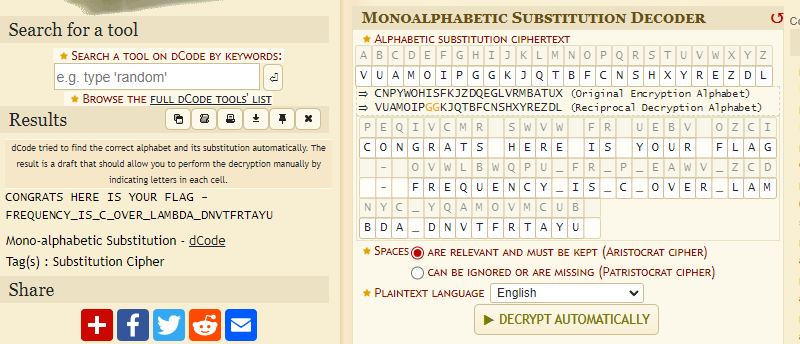 Search for a tool
★ SEARCH A TOOL ON DCODE BY KEYWORDS:
e.g. type 'random'
★ BROWSE THE FULL DCODE TOOLS' LIST
Results
dCode tried to find the correct alphabet and its substitution automatically. The
result is a draft that should allow you to perform the decryption manually by
indicating letters in each cell.
CONGRATS HERE IS YOUR FLAG -
FREQUENCY_IS_C_OVER_LAMBDA_DNVTFRTAYU
Mono-alphabetic Substitution - dCode
Tag(s) : Substitution Cipher
Share
MONOALPHABETIC SUBSTITUTION DECODER
★ ALPHABETIC SUBSTITUTION CIPHERTEXT
A B C D E F G H I J K L M N O P Q R S T U V W X Y Z
V U A M O I P G G K J Q T B F C N S H X Y R E Z D L
⇒ CNPYWOHISFKJZDQEGLVRMBATUX (Original Encryption Alphabet)
⇒ VUAMOIPGGKJQTBFCNSHXYREZDL (Reciprocal Decryption Alphabet)
P E Q I V C M R S W V W F R U E B V O Z C I
C O N G R A T S H E R E I S Y O U R F L A G
- O V W L B W Q P U _ F R _ P _ E A W V _ Z C D
- F R E Q U E N C Y _ I S _ C _ O V E R _ L A M
N Y C _ Y Q A M O V M C U B
B D A _ D N V T F R T A Y U
★ SPACES ARE RELEVANT AND MUST BE KEPT (ARISTOCRAT CIPHER)
CAN BE IGNORED OR ARE MISSING (PATRISTOCRAT CIPHER)
★ PLAINTEXT LANGUAGE English
▶ DECRYPT AUTOMATICALLY